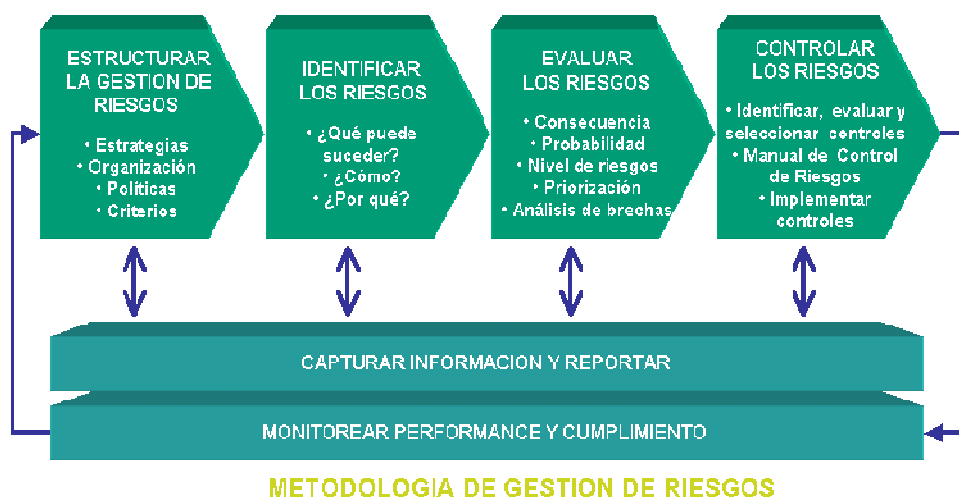 ESTRUCTURAR
LA GESTION DE
RIESGOS
• Estrategias
• Organización
• Políticas
• Criterios
IDENTIFICAR
LOS RIESGOS
• ¿Qué puede
suceder?
• ¿Cómo?
• ¿Por qué?
EVALUAR
LOS RIESGOS
• Consecuencia
• Probabilidad
• Nivel de riesgos
• Priorización
• Análisis de brechas
CONTROLAR
LOS RIESGOS
• Identificar, evaluar y
seleccionar controles
• Manual de Control
de Riesgos
• Implementar
controles
CAPTURAR INFORMACION Y REPORTAR
MONITOREAR PERFORMANCE Y CUMPLIMIENTO
METODOLOGIA DE GESTION DE RIESGOS